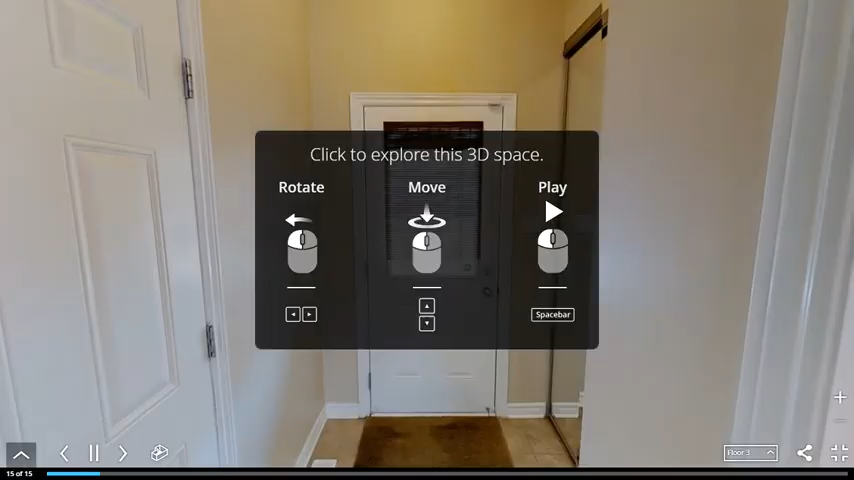 Click to explore this 3D space.
Rotate Move Play
Spacebar
Floor 3
15 of 15